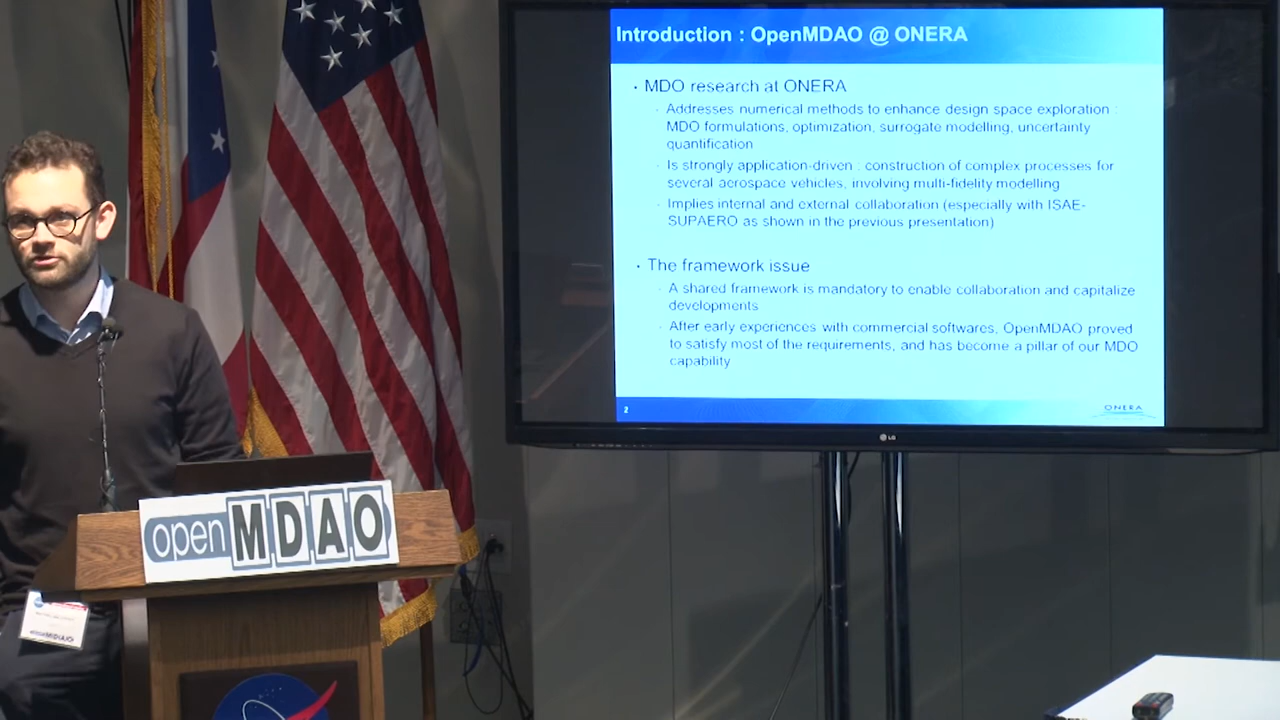 Introduction : OpenMDAO @ ONERA
MDO research at ONERA
Addresses numerical methods to enhance design space exploration :
MDO formulations, optimization, surrogate modelling, uncertainty
quantification
Is strongly application-driven : construction of complex processes for
several aerospace vehicles, involving multi-fidelity modelling
Implies internal and external collaboration (especially with ISAE-
SUPAERO as shown in the previous presentation)
The framework issue
A shared framework is mandatory to enable collaboration and capitalize
developments
After early experiences with commercial softwares, OpenMDAO proved
to satisfy most of the requirements, and has become a pillar of our MDO
capability
2
ONERA
LG
open MDAO